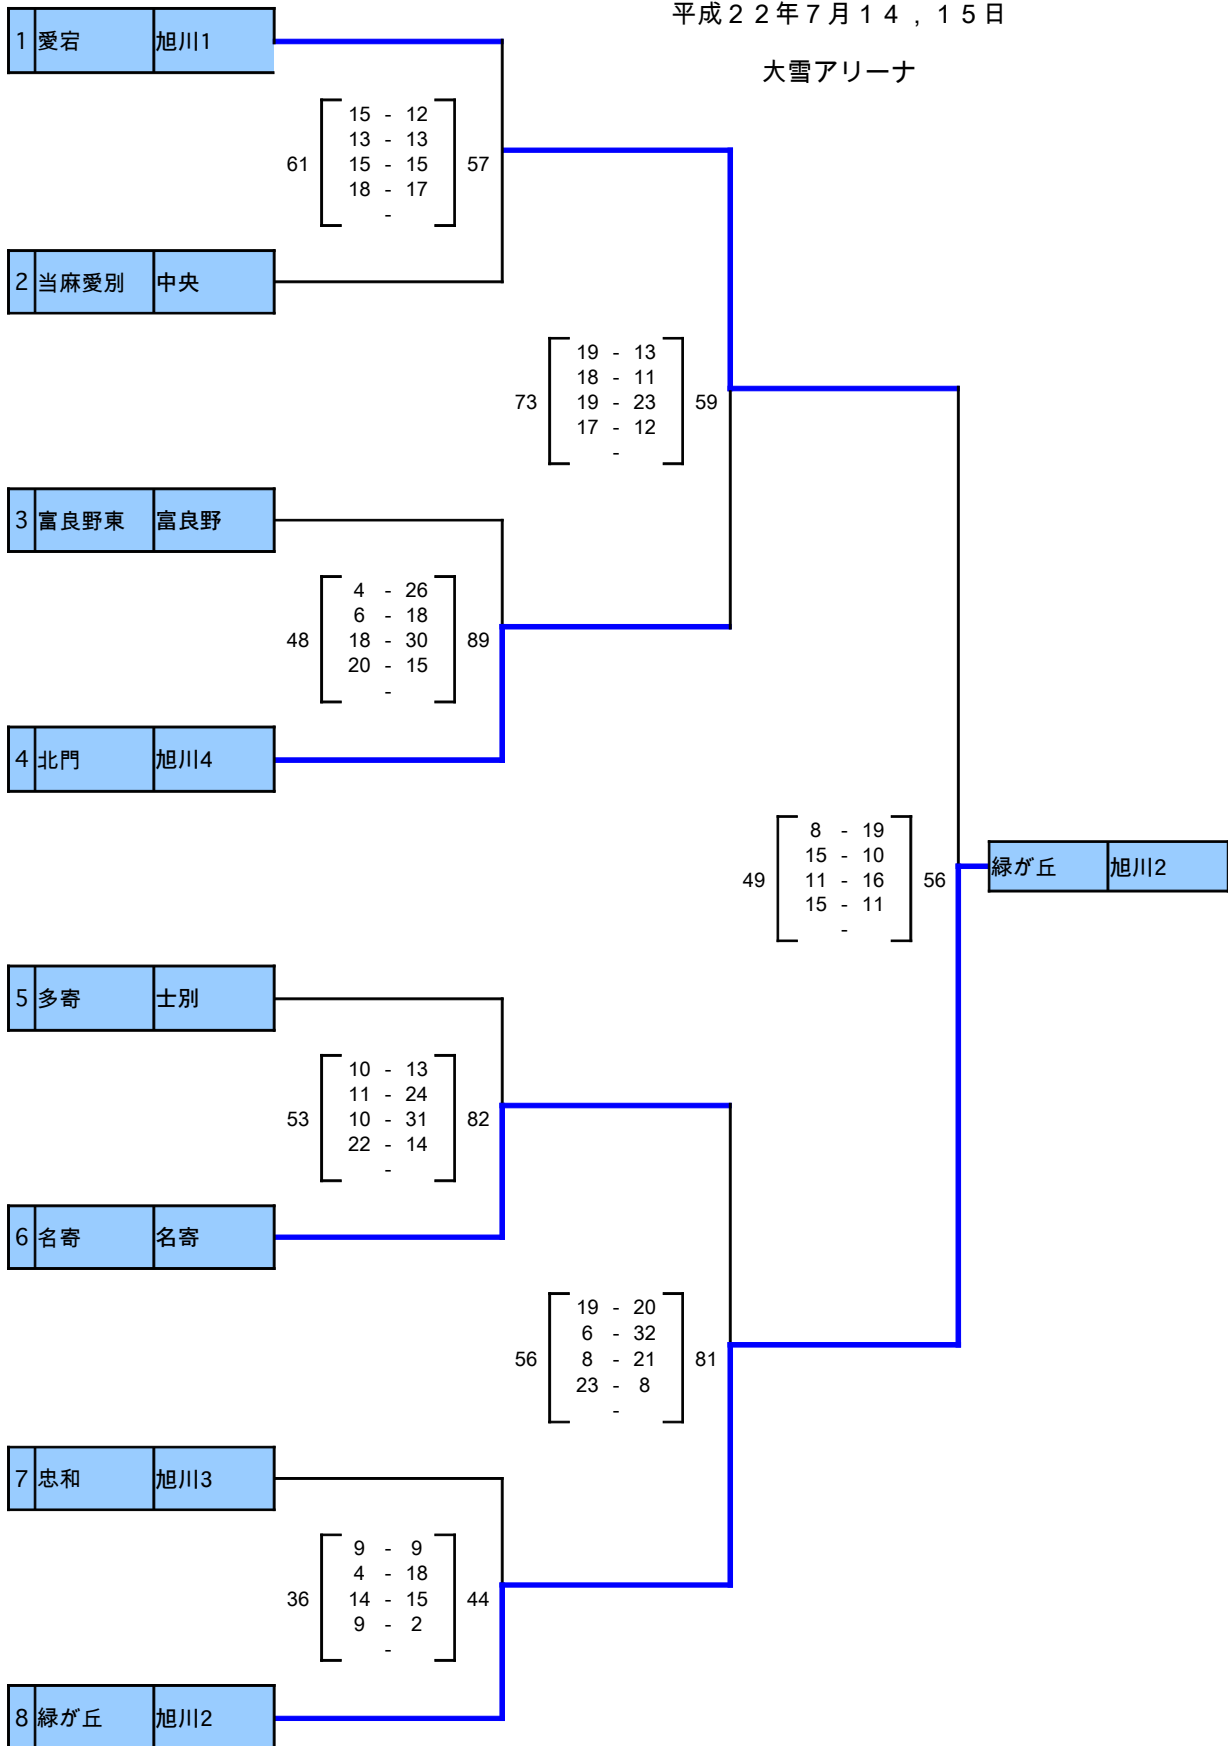 平成２２年７月１４，１５日
1 愛宕 旭川1
大雪アリーナ
15 - 12
13 - 13
61 15 - 15 57
18 - 17
-
2 当麻愛別 中央
19 - 13
18 - 11
73 19 - 23 59
17 - 12
-
3 富良野東 富良野
4 - 26
6 - 18
48 18 - 30 89
20 - 15
-
4 北門 旭川4
8 - 19
15 - 10
49 11 - 16 56
15 - 11
-
緑が丘 旭川2
5 多寄 士別
10 - 13
11 - 24
53 10 - 31 82
22 - 14
-
6 名寄 名寄
19 - 20
6 - 32
56 8 - 21 81
23 - 8
-
7 忠和 旭川3
9 - 9
4 - 18
36 14 - 15 44
9 - 2
-
8 緑が丘 旭川2